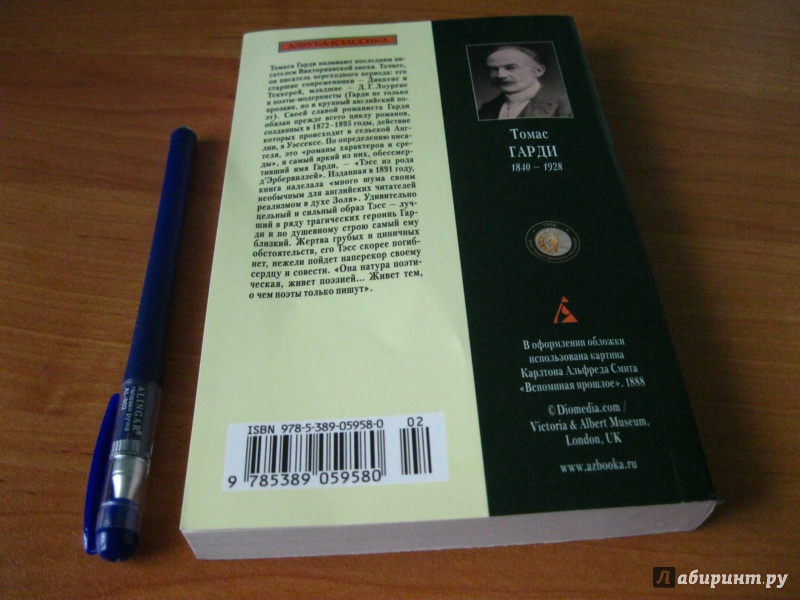 АЗБУКА-КЛАССИКА
Томаса Гарди называют последним пи-
сателем Викторианской эпохи. Точнее,
он писатель переходного периода: его
старшие современники – Диккенс и
Теккерей, младшие – Д. Г. Лоуренс
и поэты-модернисты (Гарди не только
прозаик, но и крупный английский по-
эт). Своей славой романиста Гарди
обязан прежде всего циклу романов,
созданных в 1872–1895 годы, действие
которых происходит в сельской Анг-
лии, в Уэссексе. По определению писа-
теля, это «романы характеров и сре-
ды», и самый яркий из них, обессмер-
тивший имя Гарди, – «Тэсс из рода
д'Эрбервиллей». Изданная в 1891 году,
книга наделала «много шума своим
необычным для английских читателей
реализмом в духе Золя». Удивительно
цельный и сильный образ Тэсс – луч-
ший в ряду трагических героинь Гар-
ди и по душевному строю самый ему
близкий. Жертва грубых и циничных
обстоятельств, его Тэсс скорее погиб-
нет, нежели пойдет наперекор своему
сердцу и совести. «Она натура поэти-
ческая, живет поэзией... Живет тем,
о чем поэты только пишут».
ISBN 978-5-389-05958-0
02
9 785389 059580
Томас
ГАРДИ
1840 – 1928
В оформлении обложки
использована картина
Карлтона Альфреда Смита
«Вспоминая прошлое». 1888
© Diomedia.com /
Victoria & Albert Museum,
London, UK
www.azbooka.ru
ALINGAR®
гелевая ручка
AL-903
Лабиринт.ру